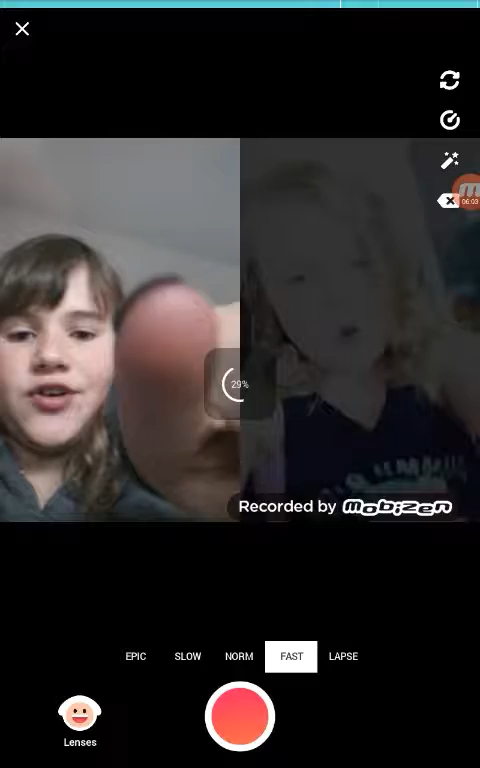 06:03
29%
Recorded by mobizen
EPIC SLOW NORM FAST LAPSE
Lenses